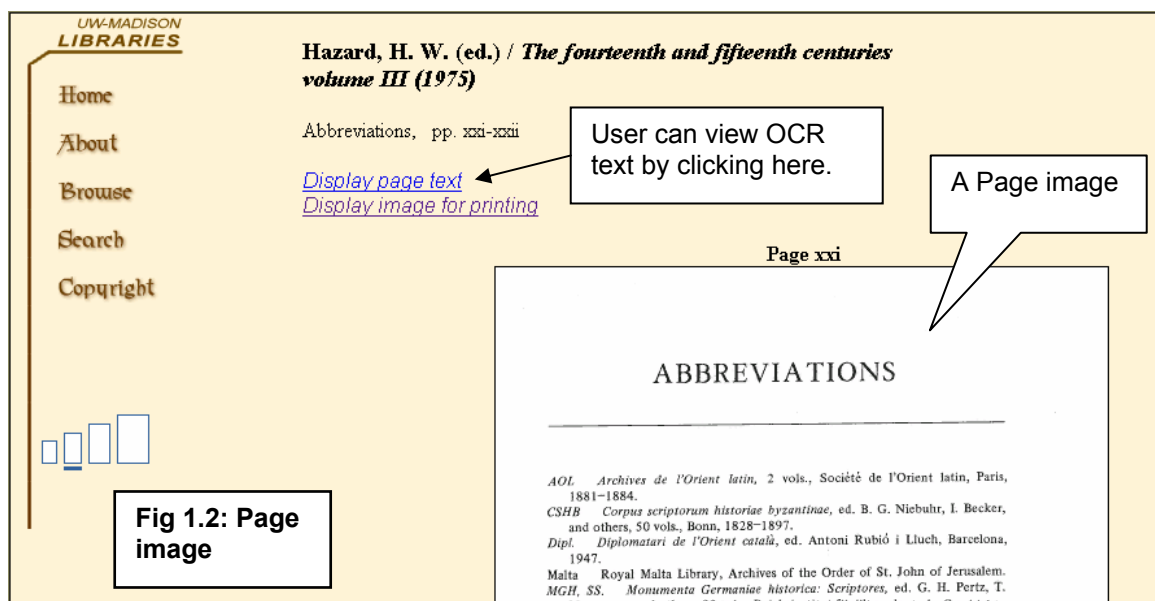 UW-MADISON
LIBRARIES
Home
About
Browse
Search
Copyright
Hazard, H. W. (ed.) / The fourteenth and fifteenth centuries
volume III (1975)
Abbreviations, pp. xxi-xxii
Display page text
Display image for printing
User can view OCR
text by clicking here.
A Page image
Page xxi
ABBREVIATIONS
AOL Archives de l'Orient latin, 2 vols., Société de l'Orient latin, Paris,
1881–1884.
CSHB Corpus scriptorum historiae byzantinae, ed. B. G. Niebuhr, I. Becker,
and others, 50 vols., Bonn, 1828–1897.
Dipl. Diplomatari de l'Orient català, ed. Antoni Rubió i Lluch, Barcelona,
1947.
Malta Royal Malta Library, Archives of the Order of St. John of Jerusalem.
MGH, SS. Monumenta Germaniae historica: Scriptores, ed. G. H. Pertz, T.
Fig 1.2: Page
image